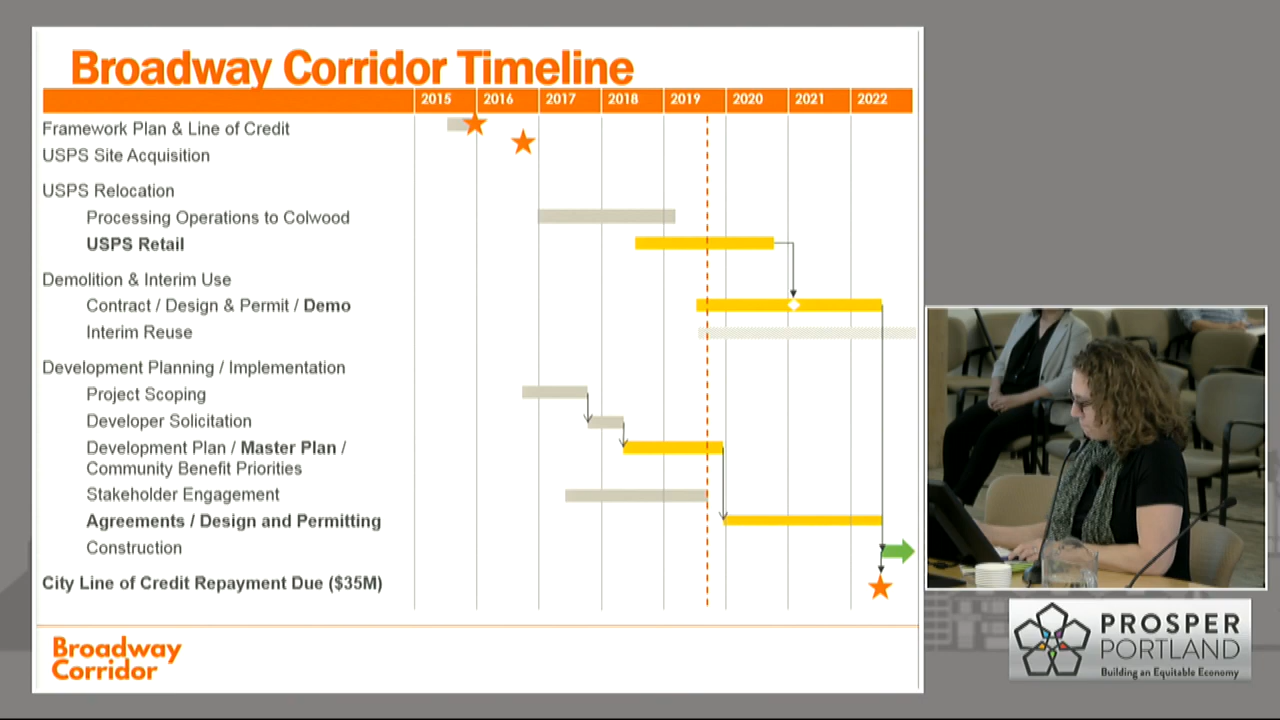 Broadway Corridor Timeline
2015 2016 2017 2018 2019 2020 2021 2022
Framework Plan & Line of Credit
USPS Site Acquisition
USPS Relocation
Processing Operations to Colwood
USPS Retail
Demolition & Interim Use
Contract / Design & Permit / Demo
Interim Reuse
Development Planning / Implementation
Project Scoping
Developer Solicitation
Development Plan / Master Plan /
Community Benefit Priorities
Stakeholder Engagement
Agreements / Design and Permitting
Construction
City Line of Credit Repayment Due ($35M)
Broadway
Corridor
PROSPER
PORTLAND
Building an Equitable Economy